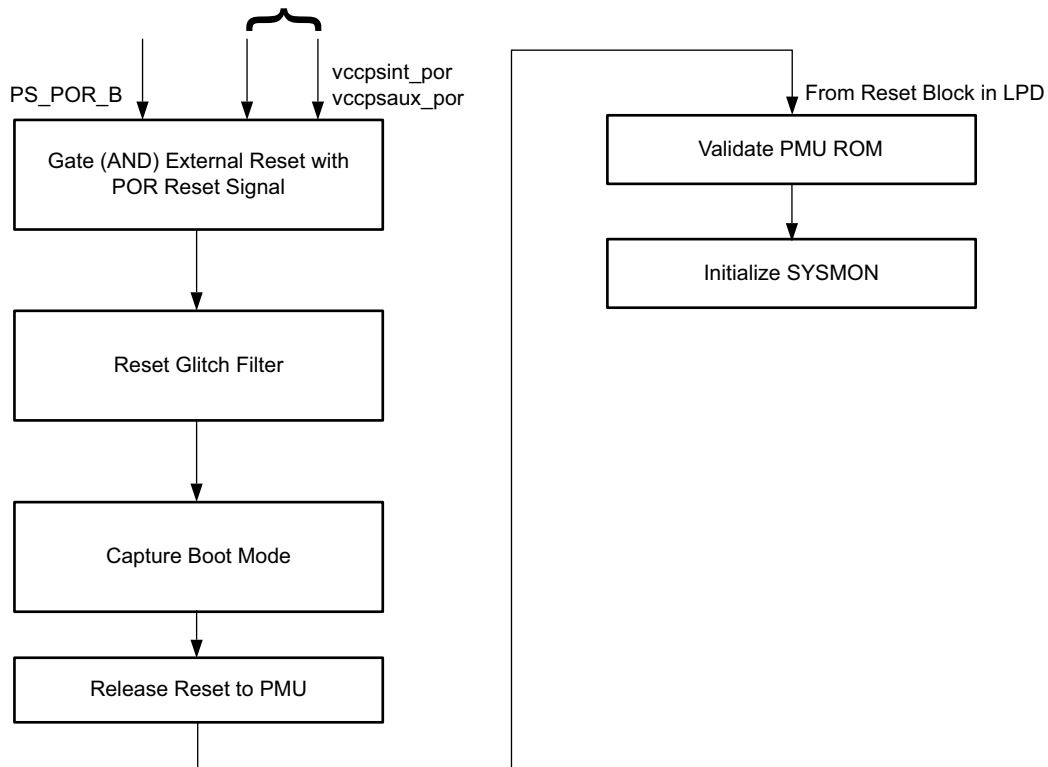 PS_POR_B
vccpsint_por
vccpsaux_por
Gate (AND) External Reset with
POR Reset Signal
Reset Glitch Filter
Capture Boot Mode
Release Reset to PMU
From Reset Block in LPD
Validate PMU ROM
Initialize SYSMON